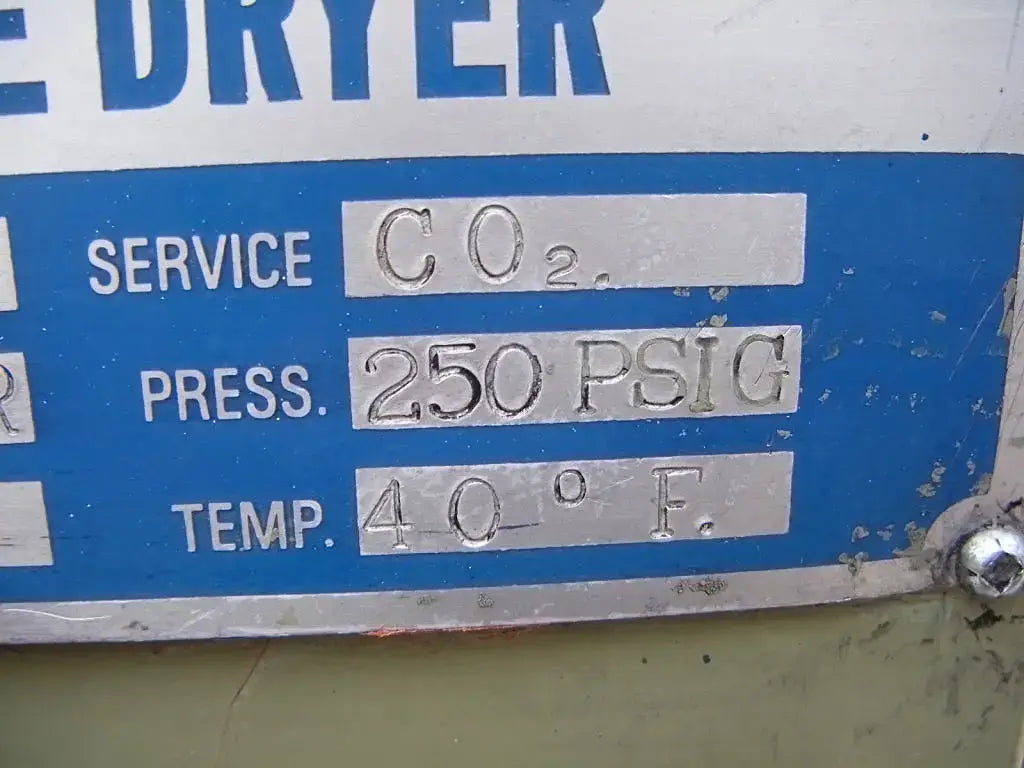 E DRYER
SERVICE CO₂.
R PRESS. 250 PSIG
TEMP. 40° F.